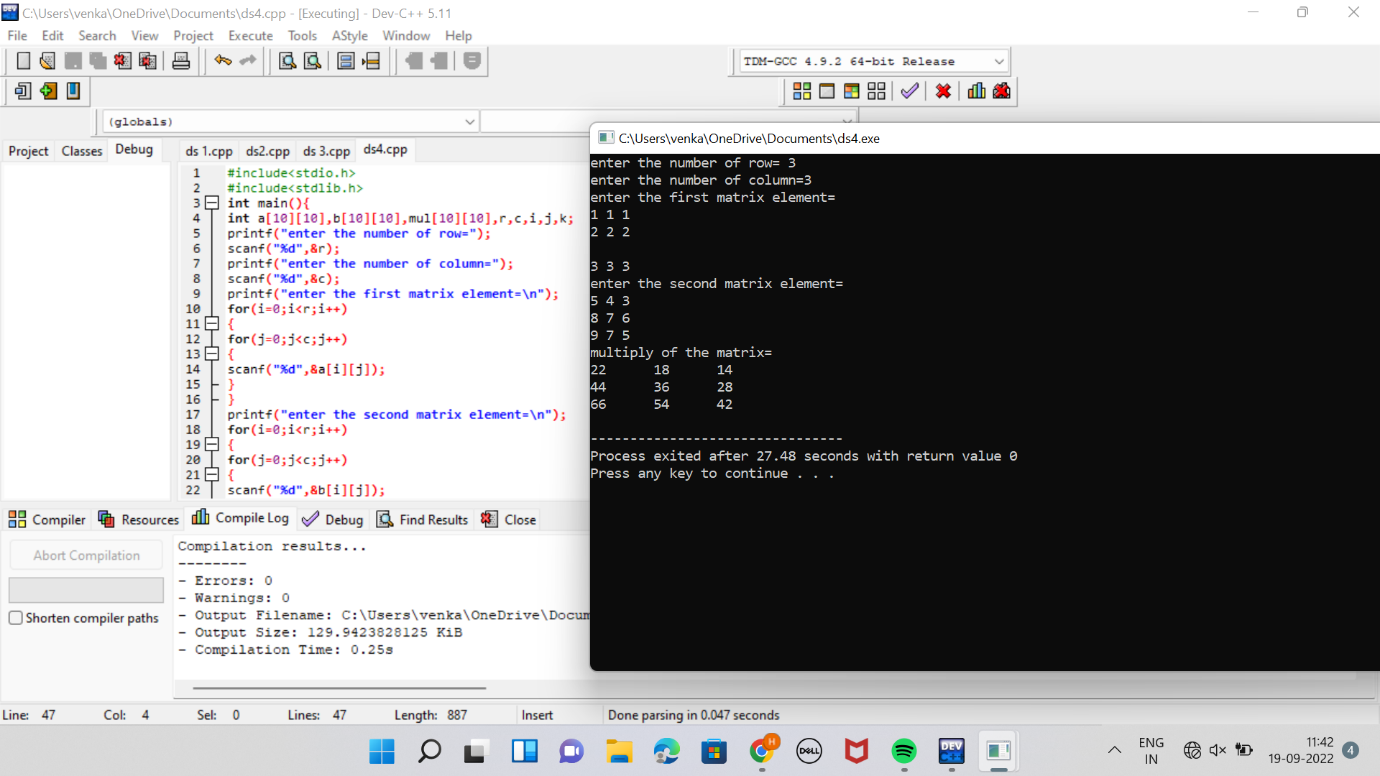 C:\Users\venka\OneDrive\Documents\ds4.cpp - [Executing] - Dev-C++ 5.11
File Edit Search View Project Execute Tools AStyle Window Help
TDM-GCC 4.9.2 64-bit Release
(globals)
Project Classes Debug
ds 1.cpp ds2.cpp ds 3.cpp ds4.cpp
1 #include<stdio.h>
2 #include<stdlib.h>
3 int main(){
4 int a[10][10],b[10][10],mul[10][10],r,c,i,j,k;
5 printf("enter the number of row=");
6 scanf("%d",&r);
7 printf("enter the number of column=");
8 scanf("%d",&c);
9 printf("enter the first matrix element=\n");
10 for(i=0;i<r;i++)
11 {
12 for(j=0;j<c;j++)
13 {
14 scanf("%d",&a[i][j]);
15 }
16 }
17 printf("enter the second matrix element=\n");
18 for(i=0;i<r;i++)
19 {
20 for(j=0;j<c;j++)
21 {
22 scanf("%d",&b[i][j]);
C:\Users\venka\OneDrive\Documents\ds4.exe
enter the number of row= 3
enter the number of column=3
enter the first matrix element=
1 1 1
2 2 2
3 3 3
enter the second matrix element=
5 4 3
8 7 6
9 7 5
multiply of the matrix=
22 18 14
44 36 28
66 54 42
--------------------------------
Process exited after 27.48 seconds with return value 0
Press any key to continue . . .
Compiler Resources Compile Log Debug Find Results Close
Abort Compilation
Shorten compiler paths
Compilation results...
--------
- Errors: 0
- Warnings: 0
- Output Filename: C:\Users\venka\OneDrive\Docum
- Output Size: 129.9423828125 KiB
- Compilation Time: 0.25s
Line: 47 Col: 4 Sel: 0 Lines: 47 Length: 887 Insert Done parsing in 0.047 seconds
H
DELL
DEV
ENG
IN
11:42
19-09-2022
4